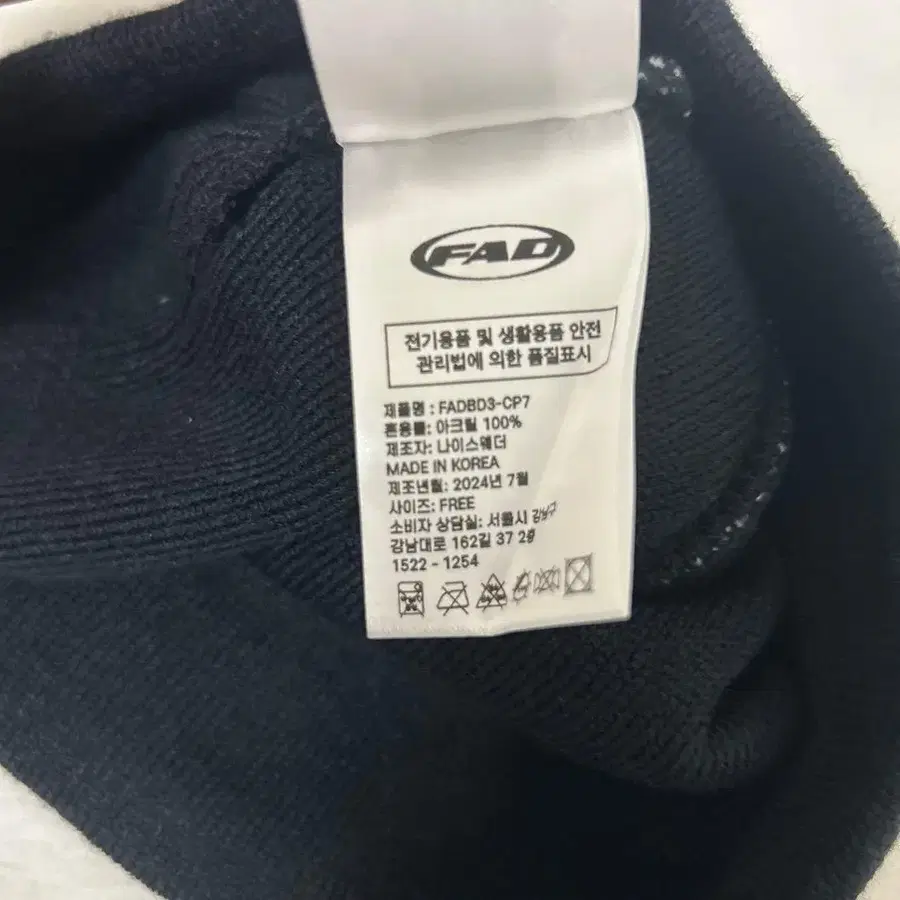 FAD
전기용품 및 생활용품 안전
관리법에 의한 품질표시
제품명 : FADBD3-CP7
혼용률: 아크릴 100%
제조자: 나이스웨더
MADE IN KOREA
제조년월: 2024년 7월
사이즈: FREE
소비자 상담실: 서울시 강남구
강남대로 162길 37 2층
1522 - 1254